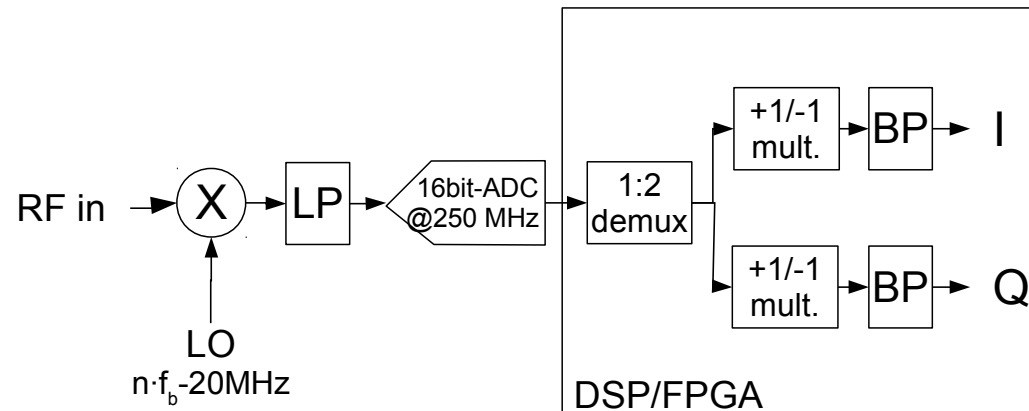 RF in
X
LO
n·f_b-20MHz
LP
16bit-ADC
@250 MHz
1:2
demux
+1/-1
mult.
BP
I
+1/-1
mult.
BP
Q
DSP/FPGA